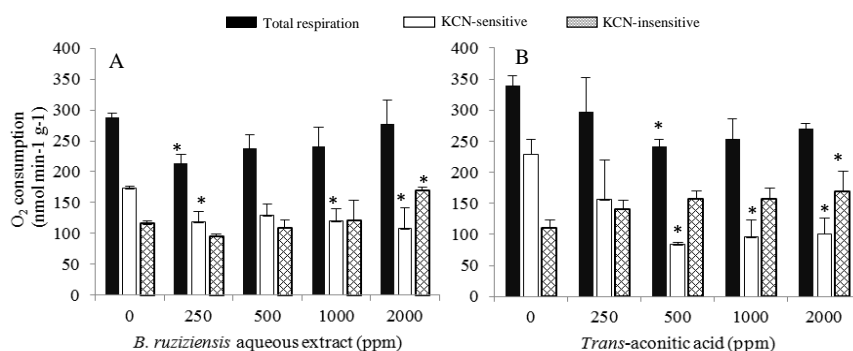 Total respiration KCN-sensitive KCN-insensitive
A
O2 consumption
(nmol min-1 g-1)
400
350
300
250
200
150
100
50
0
* * * * *
*
0 250 500 1000 2000
B. ruziziensis aqueous extract (ppm)
B
400
350
300
250
200
150
100
50
0
* * * * *
0 250 500 1000 2000
Trans-aconitic acid (ppm)